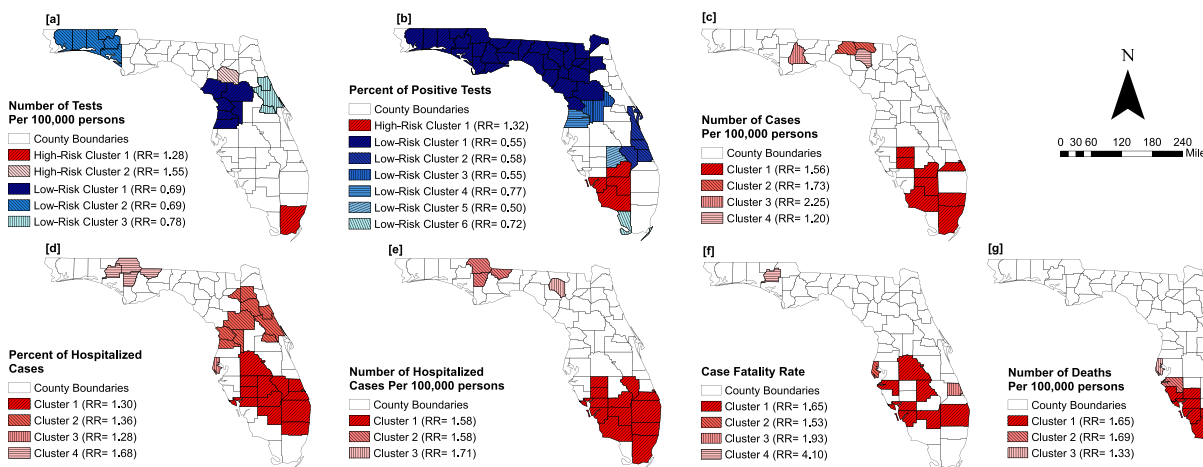 [a]
Number of Tests
Per 100,000 persons
County Boundaries
High-Risk Cluster 1 (RR= 1.28)
High-Risk Cluster 2 (RR= 1.55)
Low-Risk Cluster 1 (RR= 0.69)
Low-Risk Cluster 2 (RR= 0.69)
Low-Risk Cluster 3 (RR= 0.78)
[b]
Percent of Positive Tests
County Boundaries
High-Risk Cluster 1 (RR= 1.32)
Low-Risk Cluster 1 (RR= 0.55)
Low-Risk Cluster 2 (RR= 0.58)
Low-Risk Cluster 3 (RR= 0.55)
Low-Risk Cluster 4 (RR= 0.77)
Low-Risk Cluster 5 (RR= 0.50)
Low-Risk Cluster 6 (RR= 0.72)
[c]
Number of Cases
Per 100,000 persons
County Boundaries
Cluster 1 (RR= 1.56)
Cluster 2 (RR= 1.73)
Cluster 3 (RR= 2.25)
Cluster 4 (RR= 1.20)
N
0 30 60 120 180 240
Mile
[d]
Percent of Hospitalized
Cases
County Boundaries
Cluster 1 (RR= 1.30)
Cluster 2 (RR= 1.36)
Cluster 3 (RR= 1.28)
Cluster 4 (RR= 1.68)
[e]
Number of Hospitalized
Cases Per 100,000 persons
County Boundaries
Cluster 1 (RR= 1.58)
Cluster 2 (RR= 1.58)
Cluster 3 (RR= 1.71)
[f]
Case Fatality Rate
County Boundaries
Cluster 1 (RR= 1.65)
Cluster 2 (RR= 1.53)
Cluster 3 (RR= 1.93)
Cluster 4 (RR= 4.10)
[g]
Number of Deaths
Per 100,000 persons
County Boundaries
Cluster 1 (RR= 1.65)
Cluster 2 (RR= 1.69)
Cluster 3 (RR= 1.33)